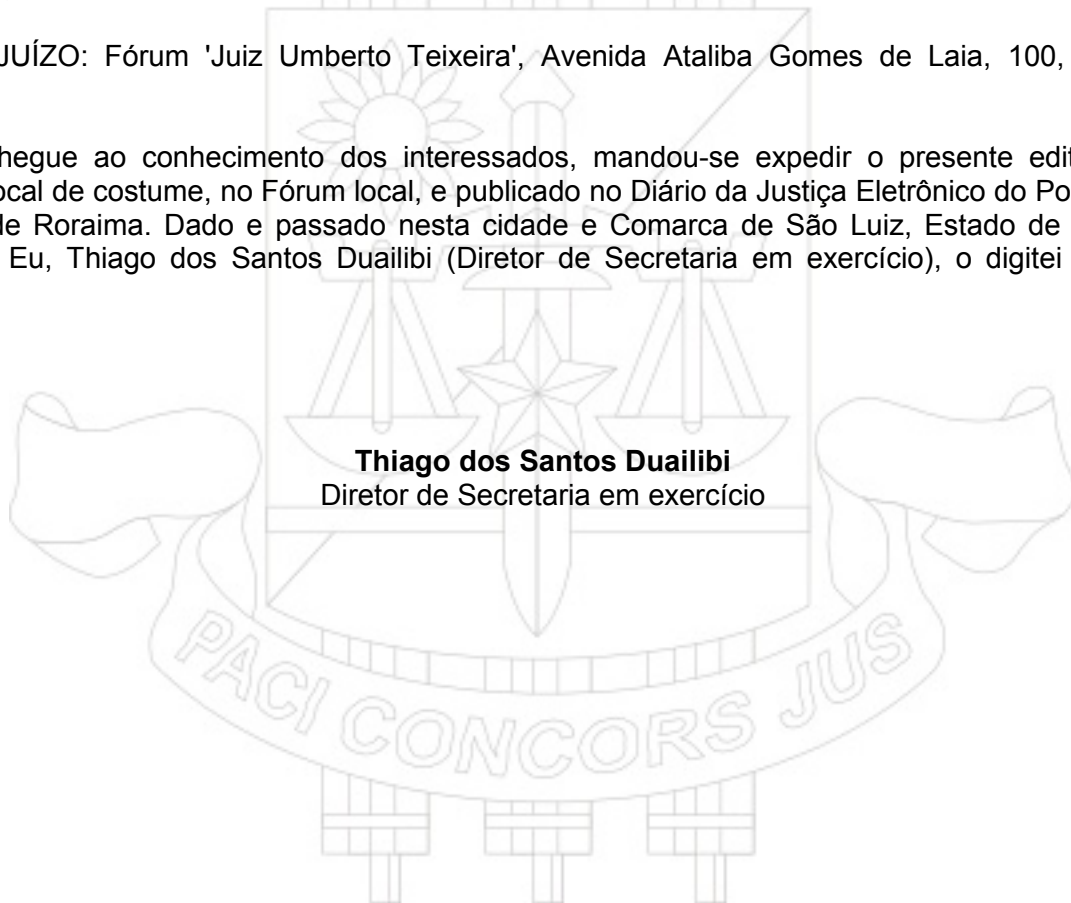 JUÍZO: Fórum 'Juiz Umberto Teixeira', Avenida Ataliba Gomes de Laia, 100,
hegue ao conhecimento dos interessados, mandou-se expedir o presente edit
ocal de costume, no Fórum local, e publicado no Diário da Justiça Eletrônico do Po
de Roraima. Dado e passado nesta cidade e Comarca de São Luiz, Estado de
Eu, Thiago dos Santos Duailibi (Diretor de Secretaria em exercício), o digitei
Thiago dos Santos Duailibi
Diretor de Secretaria em exercício
PACI CONCORS JUS